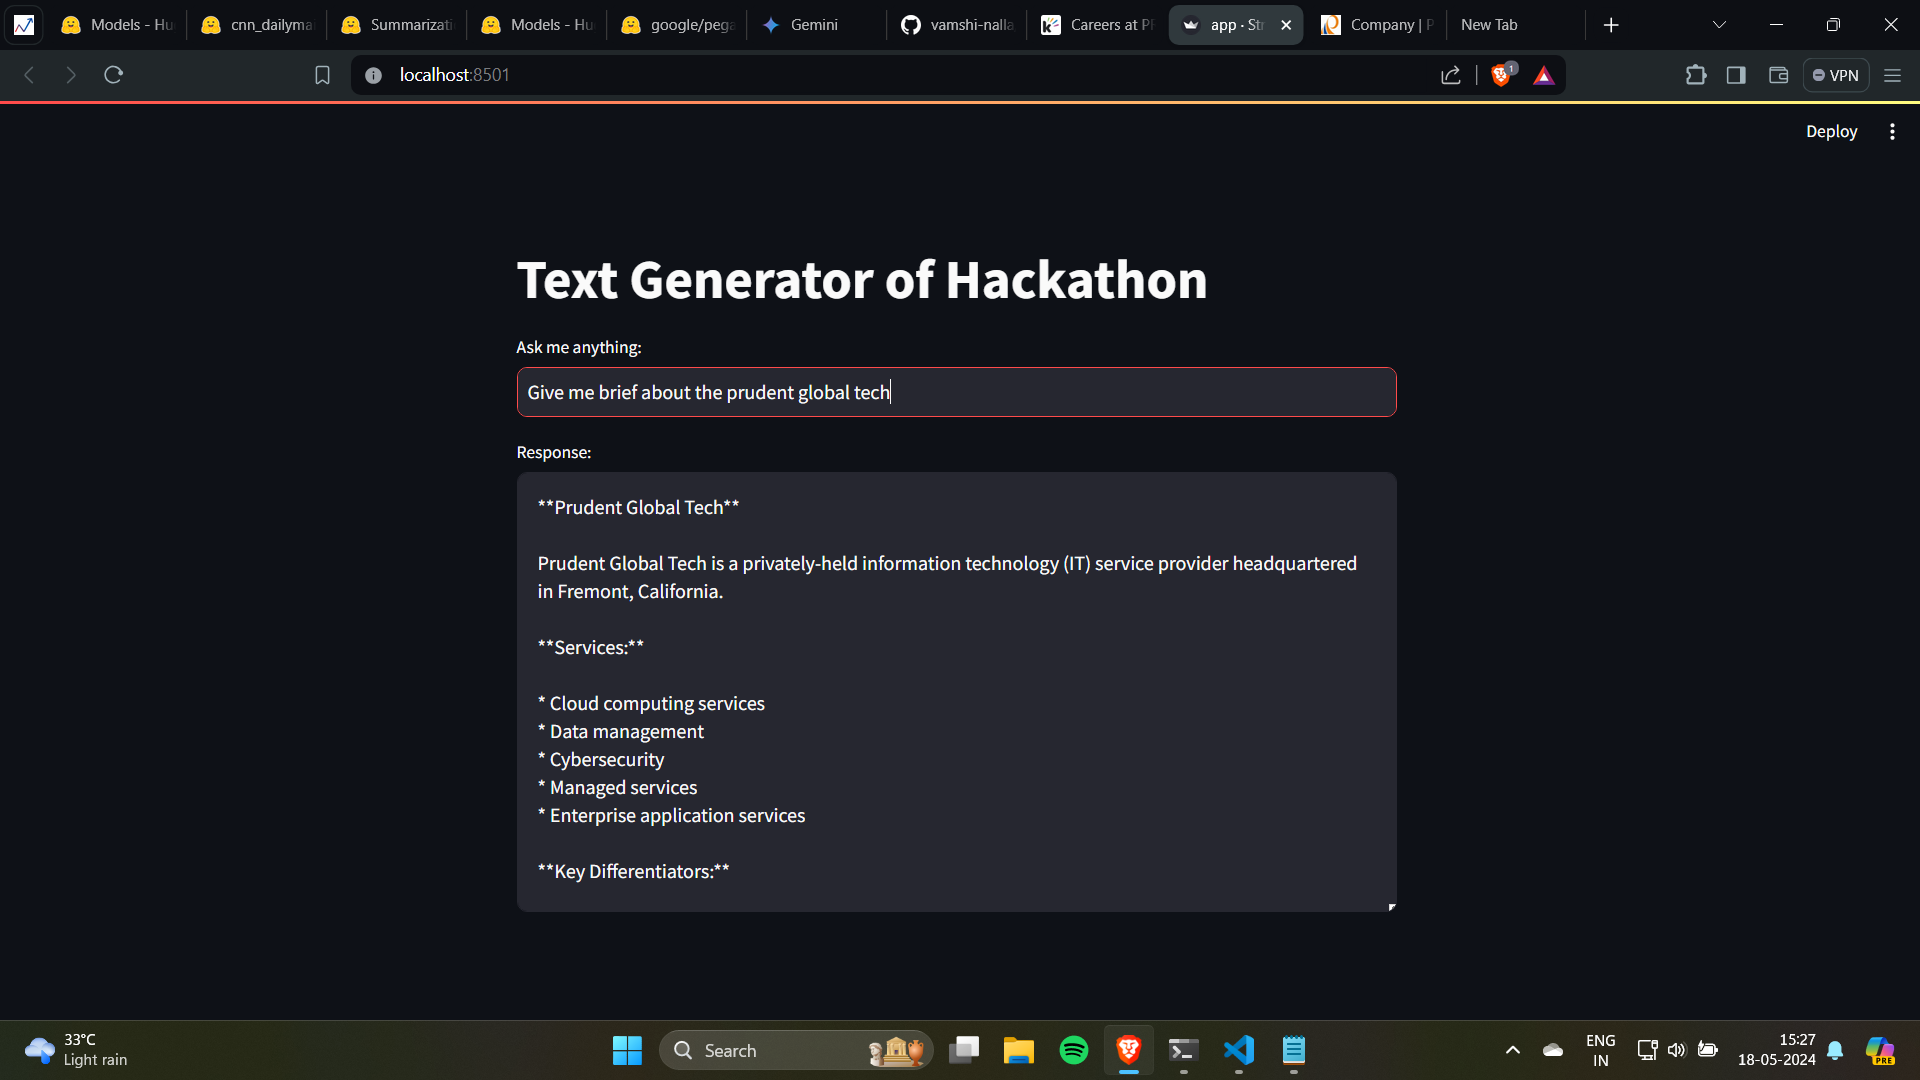 Models - Hu
cnn_dailyma
Summarizati
Models - Hu
google/pega
Gemini
vamshi-nalla
Careers at P
app · St
Company | P
New Tab
localhost:8501
1
VPN
Deploy
Text Generator of Hackathon
Ask me anything:
Give me brief about the prudent global tech
Response:
**Prudent Global Tech**
Prudent Global Tech is a privately-held information technology (IT) service provider headquartered
in Fremont, California.
**Services:**
* Cloud computing services
* Data management
* Cybersecurity
* Managed services
* Enterprise application services
**Key Differentiators:**
33°C
Light rain
Search
ENG
IN
15:27
18-05-2024
PRE